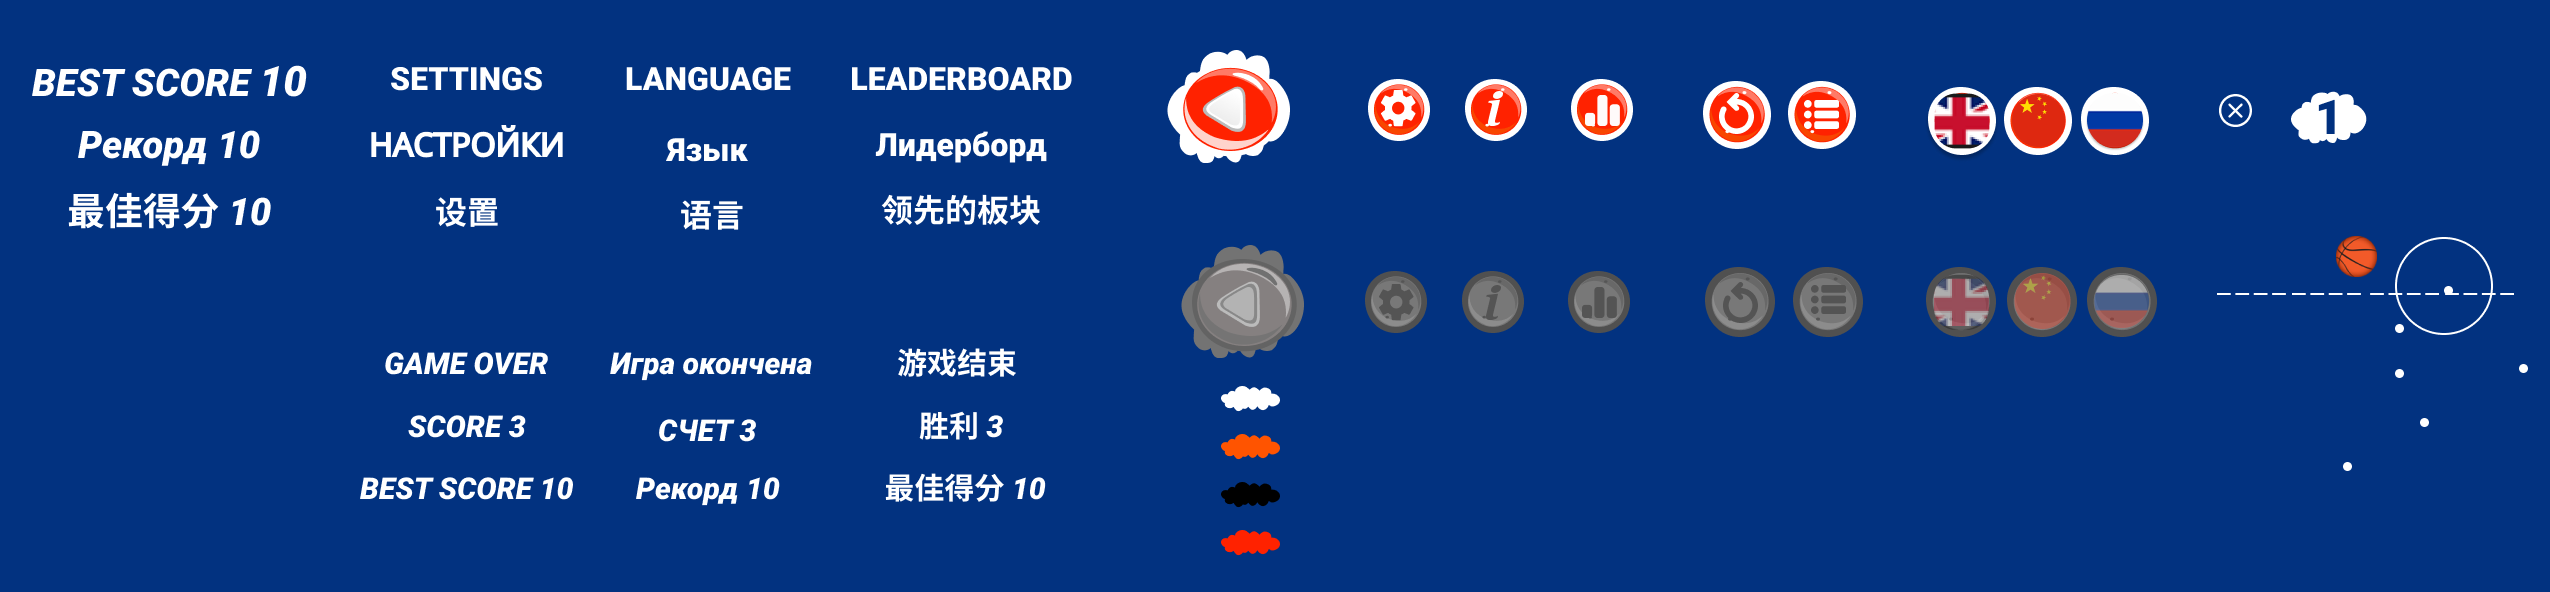 BEST SCORE 10
Рекорд 10
最佳得分 10
SETTINGS
НАСТРОЙКИ
设置
LANGUAGE
Язык
语言
LEADERBOARD
Лидерборд
领先的板块
i
1
i
GAME OVER
SCORE 3
BEST SCORE 10
Игра окончена
СЧЕТ 3
Рекорд 10
游戏结束
胜利 3
最佳得分 10